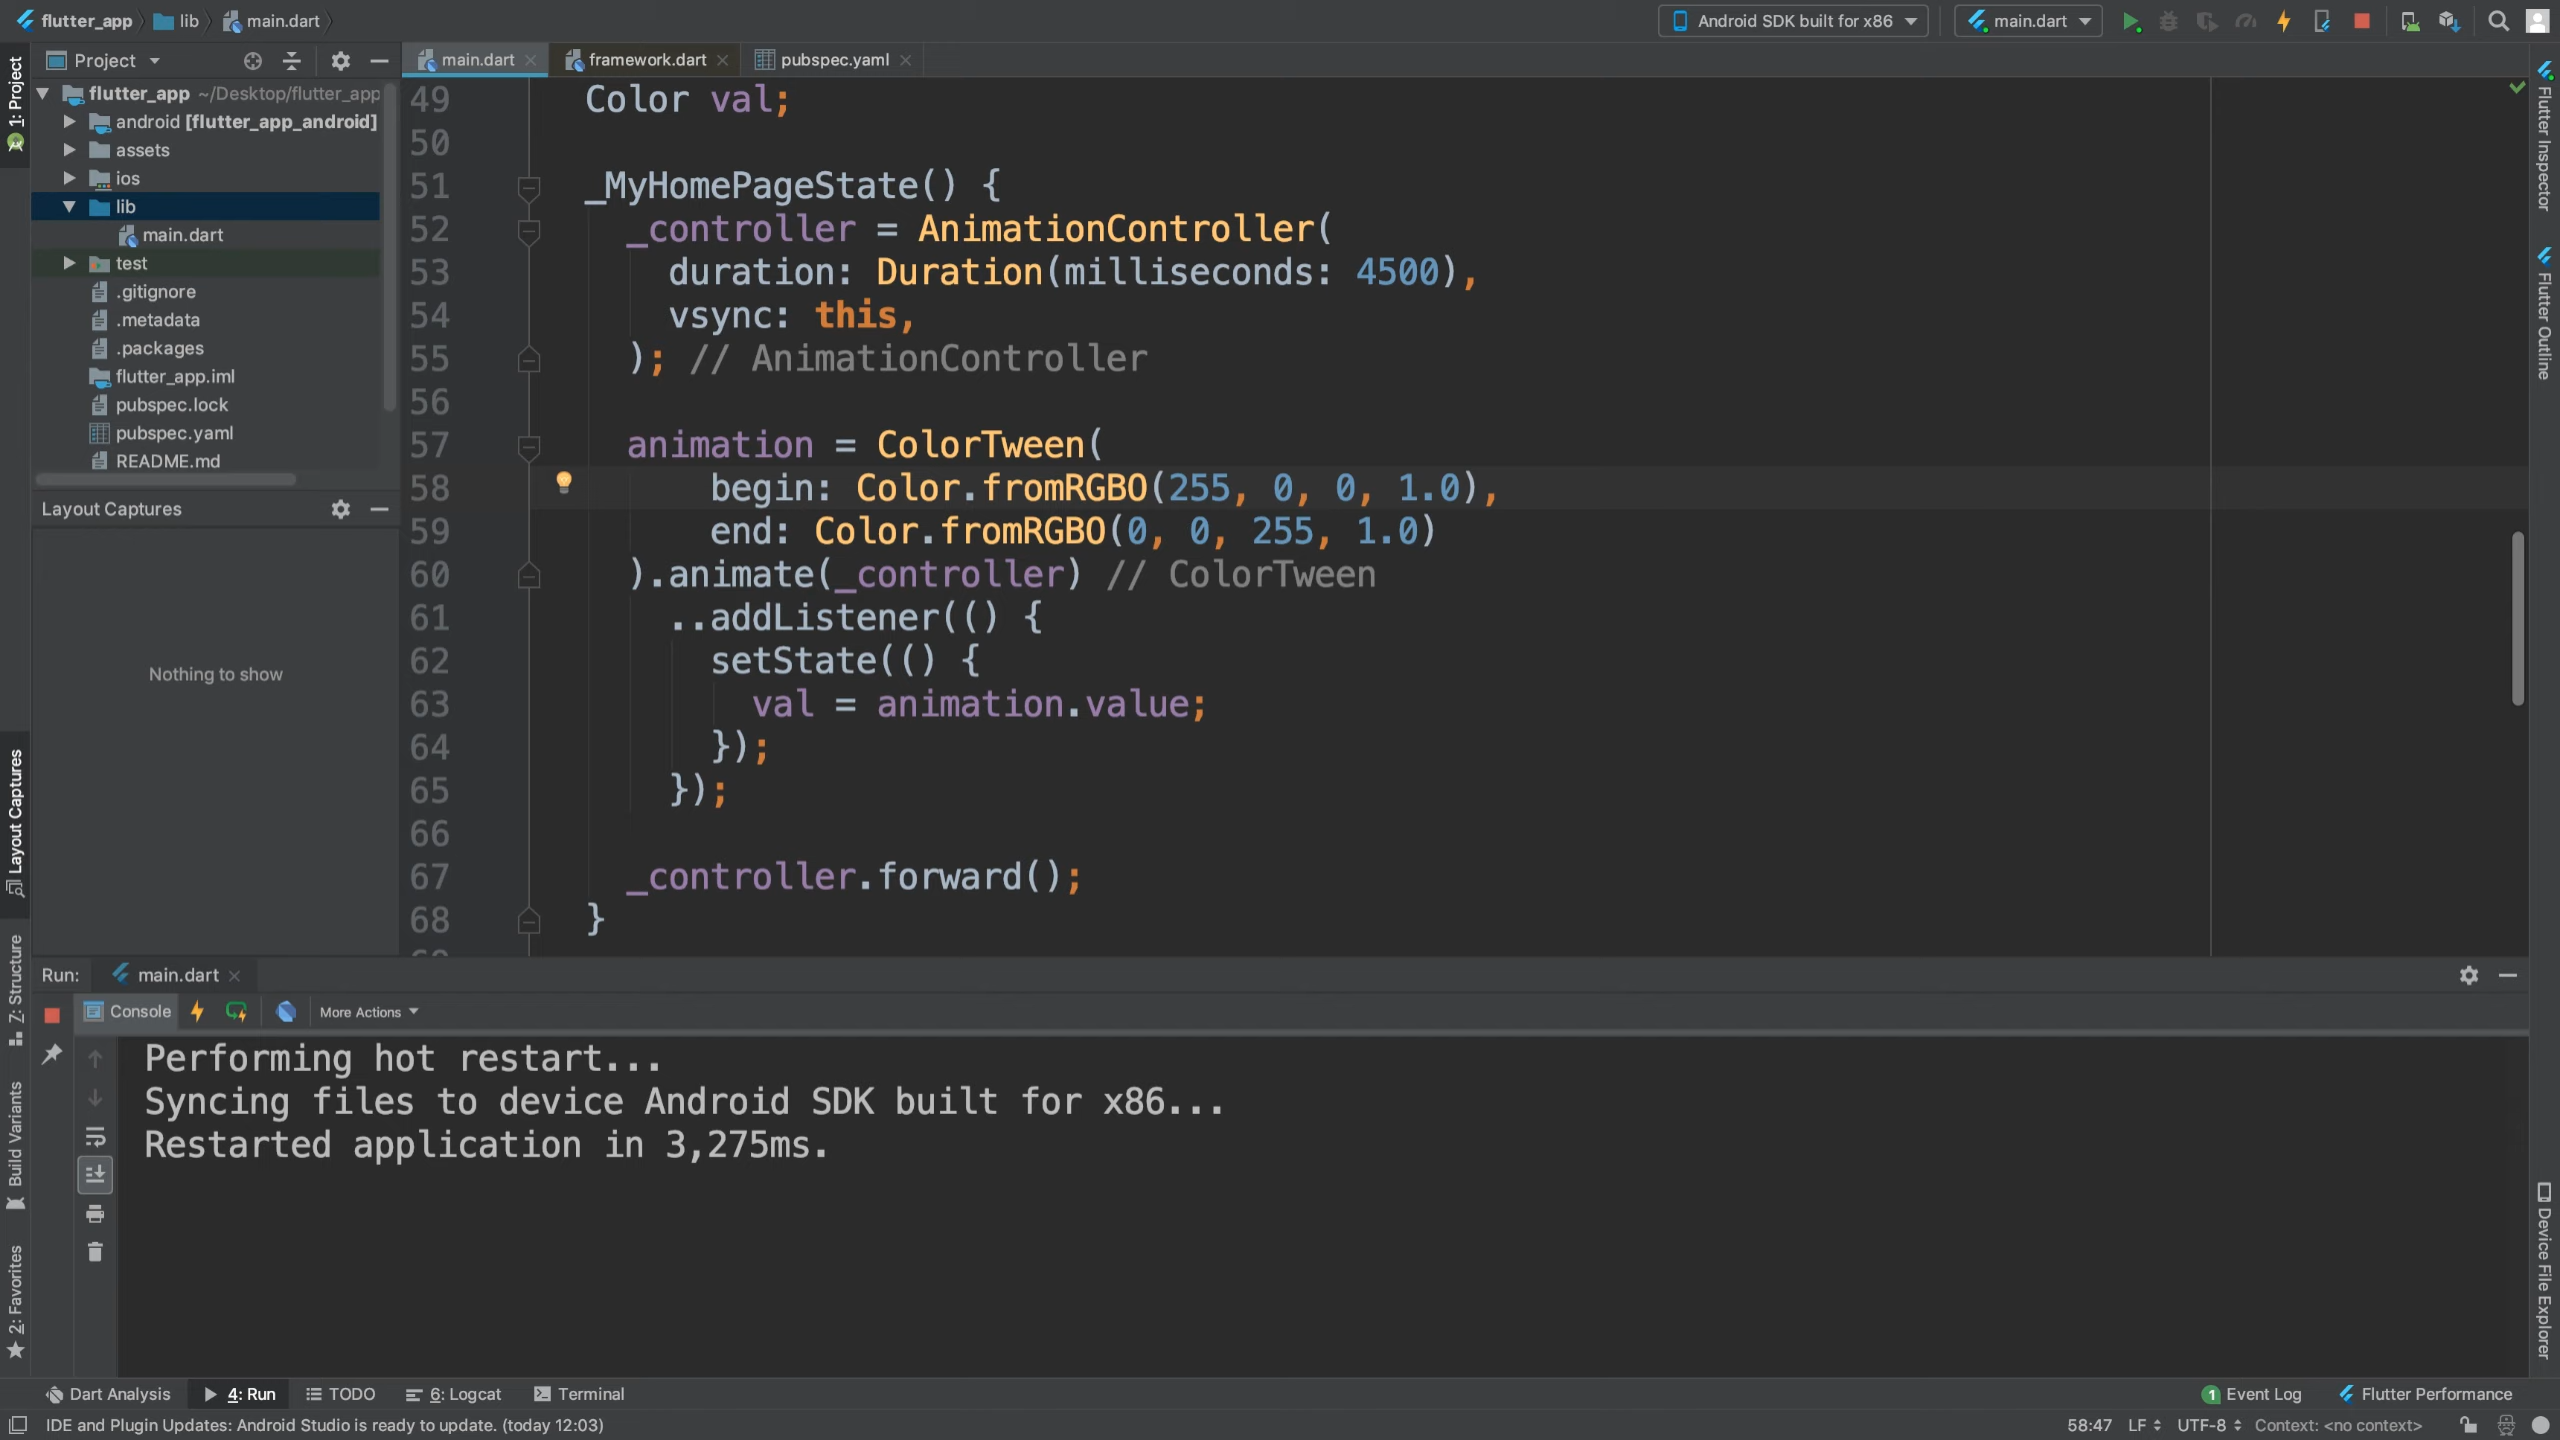 flutter_app lib main.dart Android SDK built for x86 main.dart
Project main.dart framework.dart pubspec.yaml
1: Project
flutter_app ~/Desktop/flutter_app
android [flutter_app_android]
assets
ios
lib
main.dart
test
.gitignore
.metadata
.packages
flutter_app.iml
pubspec.lock
pubspec.yaml
README.md
Layout Captures
Nothing to show
Layout Captures
Z: Structure
Build Variants
2: Favorites
49 Color val;
50
51 _MyHomePageState() {
52 _controller = AnimationController(
53 duration: Duration(milliseconds: 4500),
54 vsync: this,
55 ); // AnimationController
56
57 animation = ColorTween(
58 begin: Color.fromRGBO(255, 0, 0, 1.0),
59 end: Color.fromRGBO(0, 0, 255, 1.0)
60 ).animate(_controller) // ColorTween
61 ..addListener(() {
62 setState(() {
63 val = animation.value;
64 });
65 });
66
67 _controller.forward();
68 }
Flutter Inspector
Flutter Outline
Device File Explorer
Run: main.dart
Console More Actions
Performing hot restart...
Syncing files to device Android SDK built for x86...
Restarted application in 3,275ms.
Dart Analysis 4: Run TODO 6: Logcat Terminal 1 Event Log Flutter Performance
IDE and Plugin Updates: Android Studio is ready to update. (today 12:03) 58:47 LF UTF-8 Context: <no context>